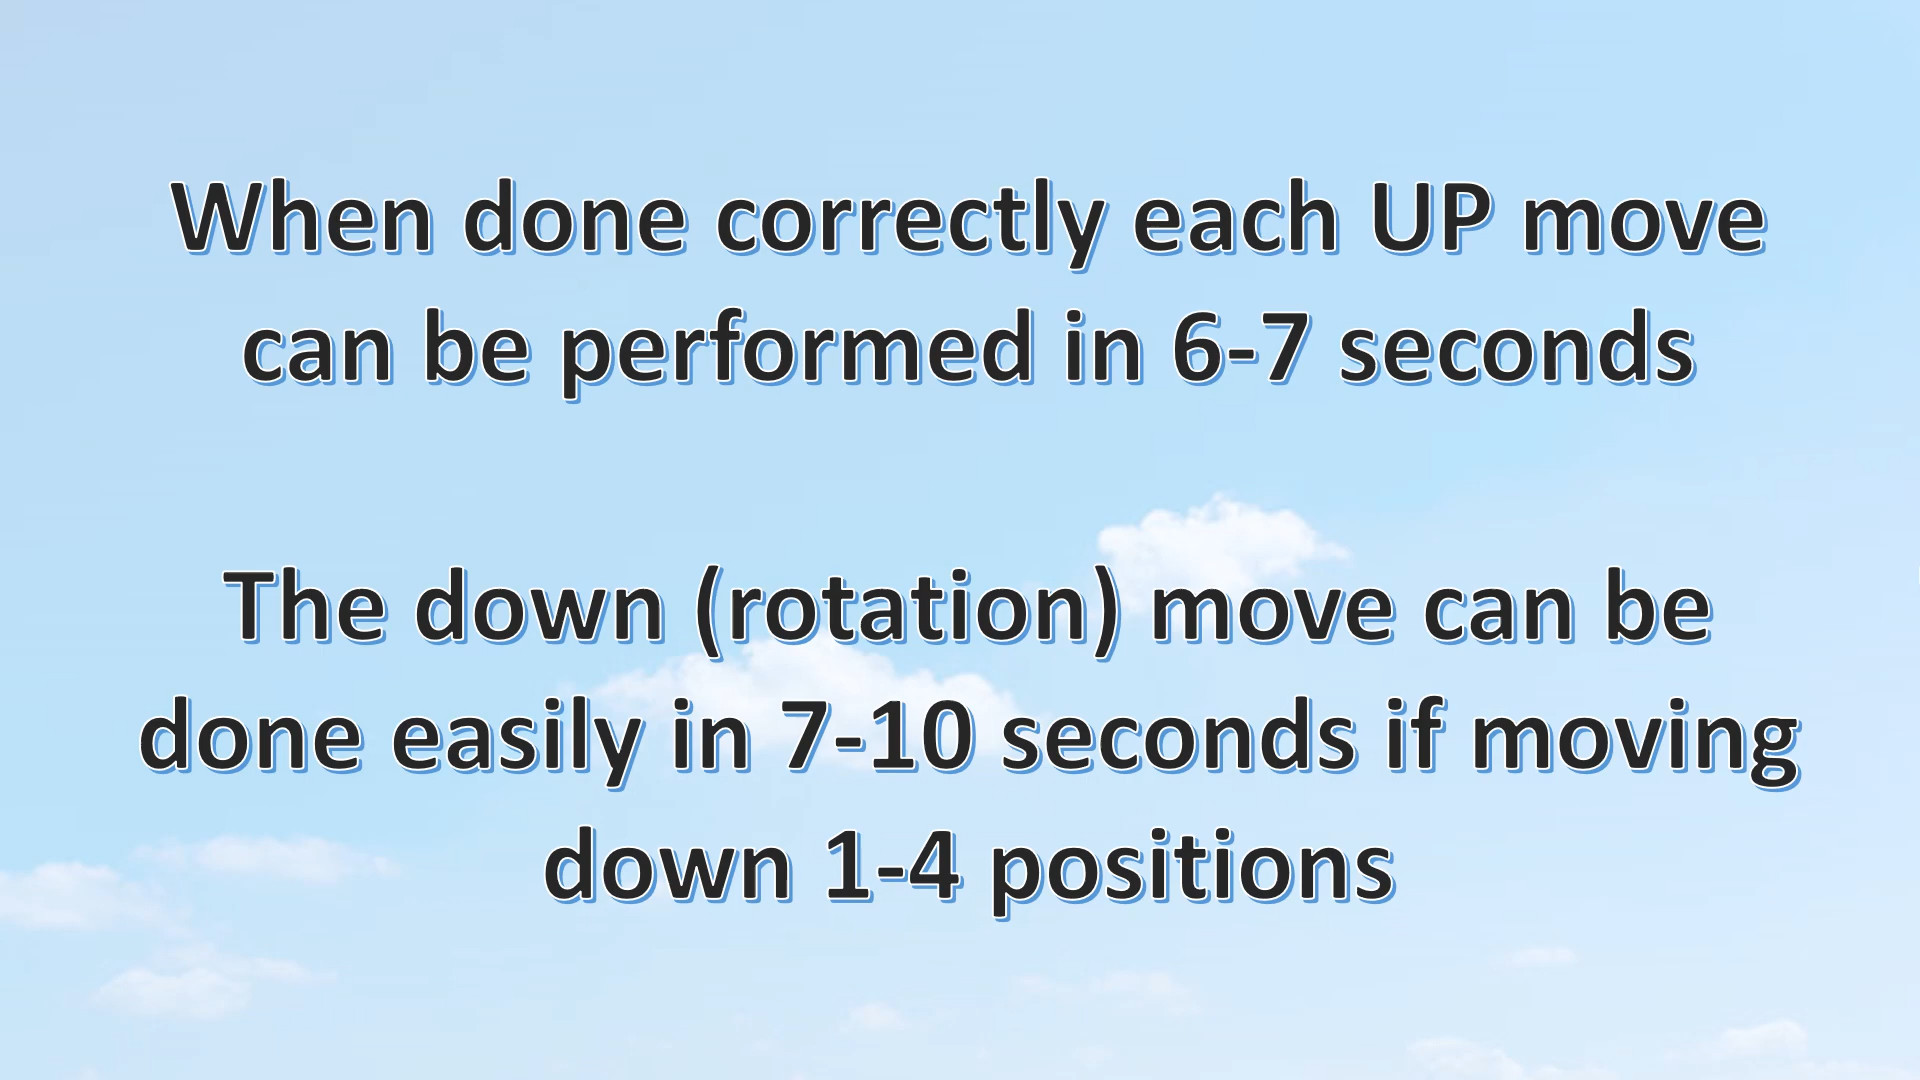 When done correctly each UP move
can be performed in 6-7 seconds
The down (rotation) move can be
done easily in 7-10 seconds if moving
down 1-4 positions